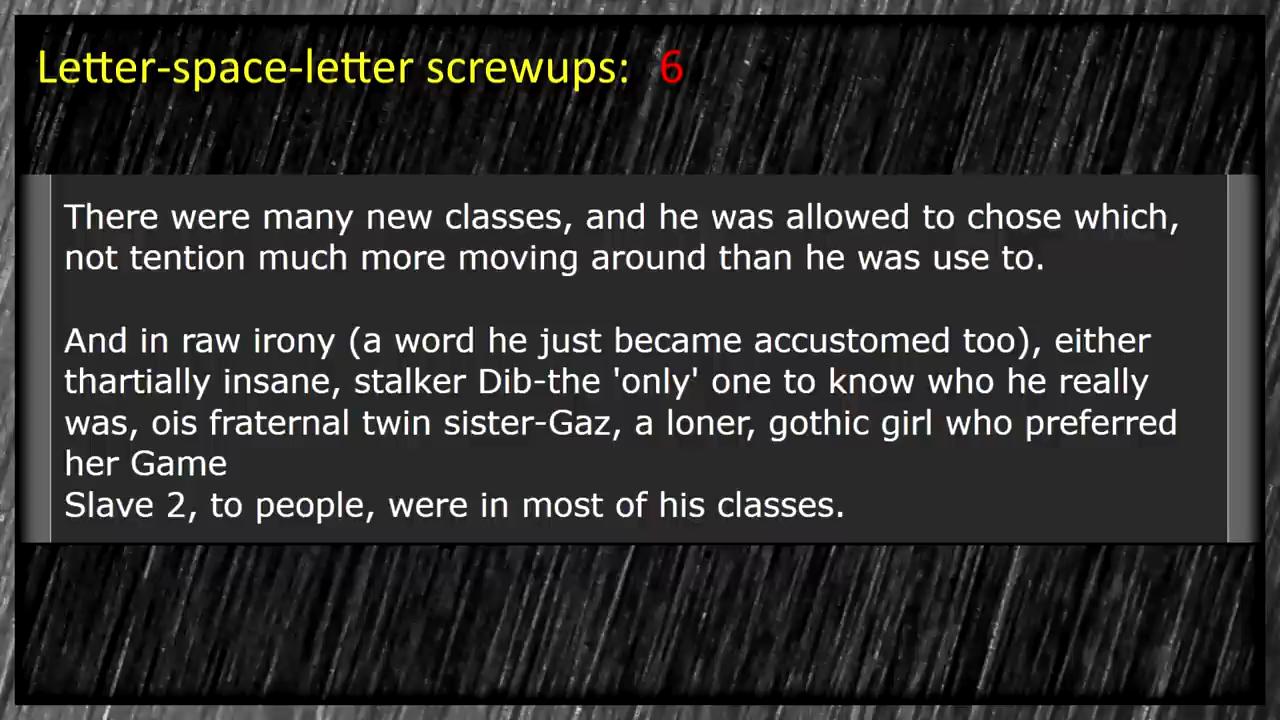 Letter-space-letter screwups: 6
There were many new classes, and he was allowed to chose which,
not tention much more moving around than he was use to.
And in raw irony (a word he just became accustomed too), either
thartially insane, stalker Dib-the 'only' one to know who he really
was, ois fraternal twin sister-Gaz, a loner, gothic girl who preferred
her Game
Slave 2, to people, were in most of his classes.